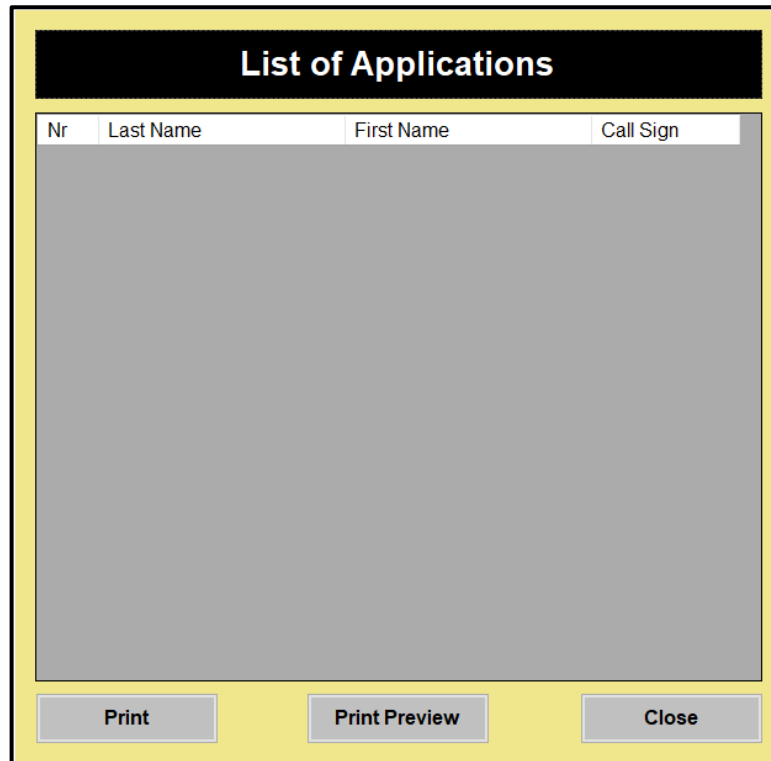 List of Applications
Nr Last Name First Name Call Sign
Print Print Preview Close